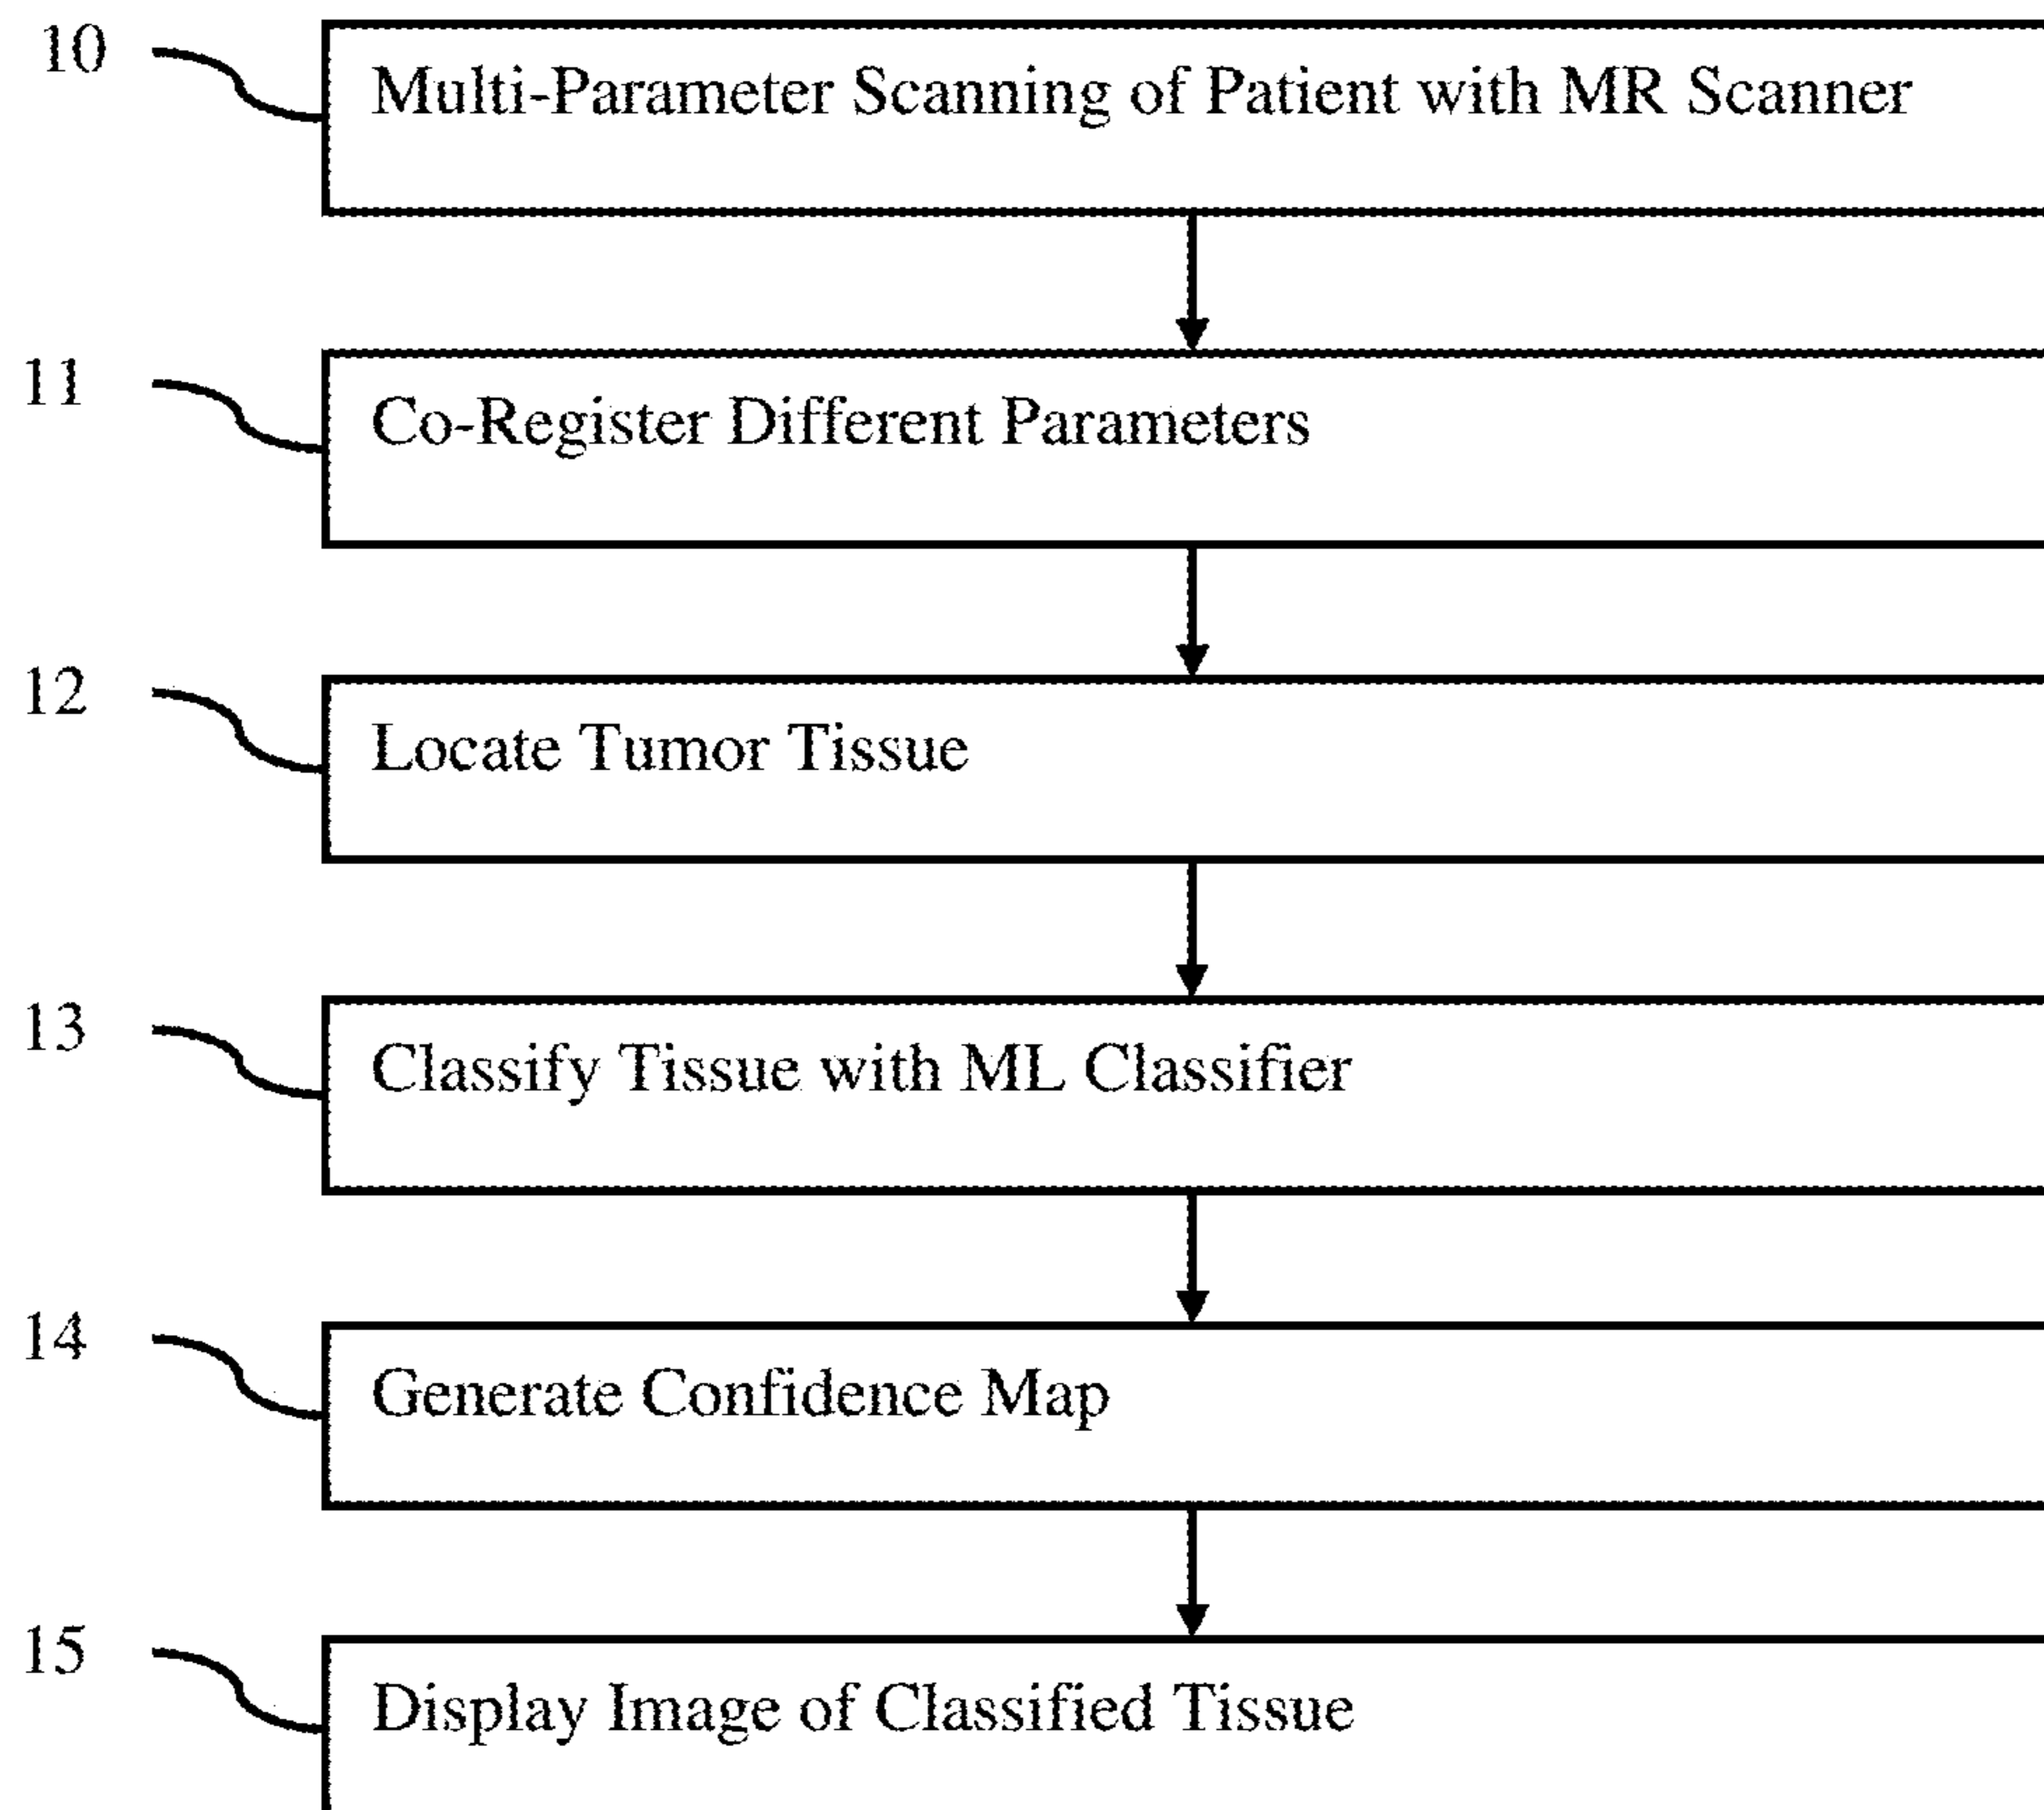 10 Multi-Parameter Scanning of Patient with MR Scanner
11 Co-Register Different Parameters
12 Locate Tumor Tissue
13 Classify Tissue with ML Classifier
14 Generate Confidence Map
15 Display Image of Classified Tissue